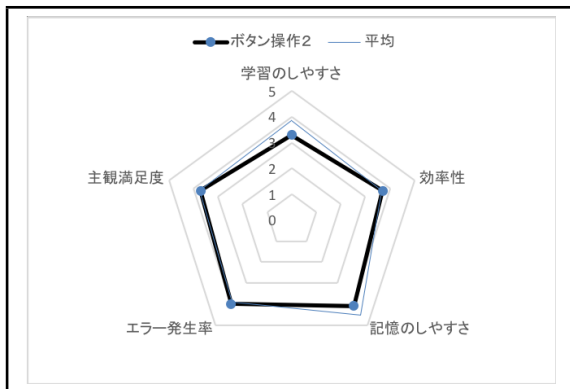 ボタン操作２ 平均
学習のしやすさ
5
4
3
2
1
0
主観満足度
効率性
エラー発生率
記憶のしやすさ